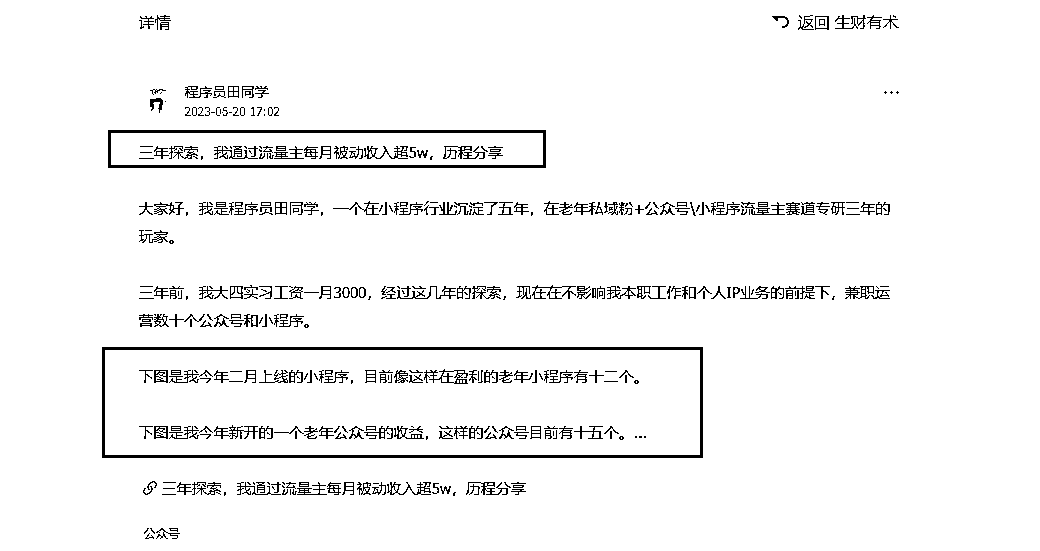 详情
返回 生财有术
程序员田同学
...
2023-05-20 17:02
三年探索，我通过流量主每月被动收入超5w，历程分享
大家好，我是程序员田同学，一个在小程序行业沉淀了五年，在老年私域粉+公众号\小程序流量主赛道专研三年的
玩家。
三年前，我大四实习工资一月3000，经过这几年的探索，现在在不影响我本职工作和个人IP业务的前提下，兼职运
营数十个公众号和小程序。
下图是我今年二月上线的小程序，目前像这样在盈利的老年小程序有十二个。
下图是我今年新开的一个老年公众号的收益，这样的公众号目前有十五个。...
三年探索，我通过流量主每月被动收入超5w，历程分享
公众号